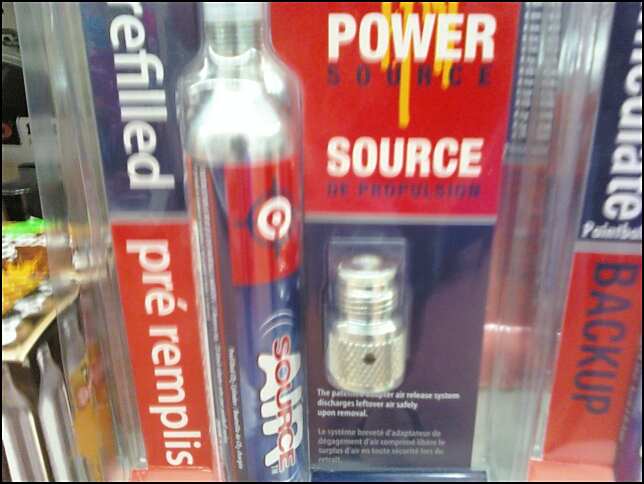 refilled
pré remplis
POWER
SOURCE
SOURCE
DE PROPULSION
AIR
SOURCE
The patented adapter air release system
discharges leftover air safely
upon removal.
Le système breveté d'adaptateur de
dégagement d'air comprimé libère le
surplus d'air en toute sécurité lors du
retrait.
Paintba
BACKUP